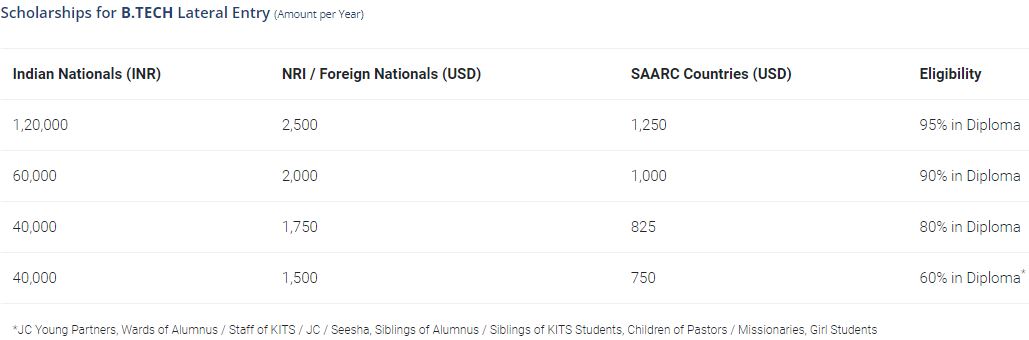 Scholarships for B.TECH Lateral Entry (Amount per Year)
Indian Nationals (INR) NRI / Foreign Nationals (USD) SAARC Countries (USD) Eligibility
1,20,000 2,500 1,250 95% in Diploma
60,000 2,000 1,000 90% in Diploma
40,000 1,750 825 80% in Diploma
40,000 1,500 750 60% in Diploma*
*JC Young Partners, Wards of Alumnus / Staff of KITS / JC / Seesha, Siblings of Alumnus / Siblings of KITS Students, Children of Pastors / Missionaries, Girl Students